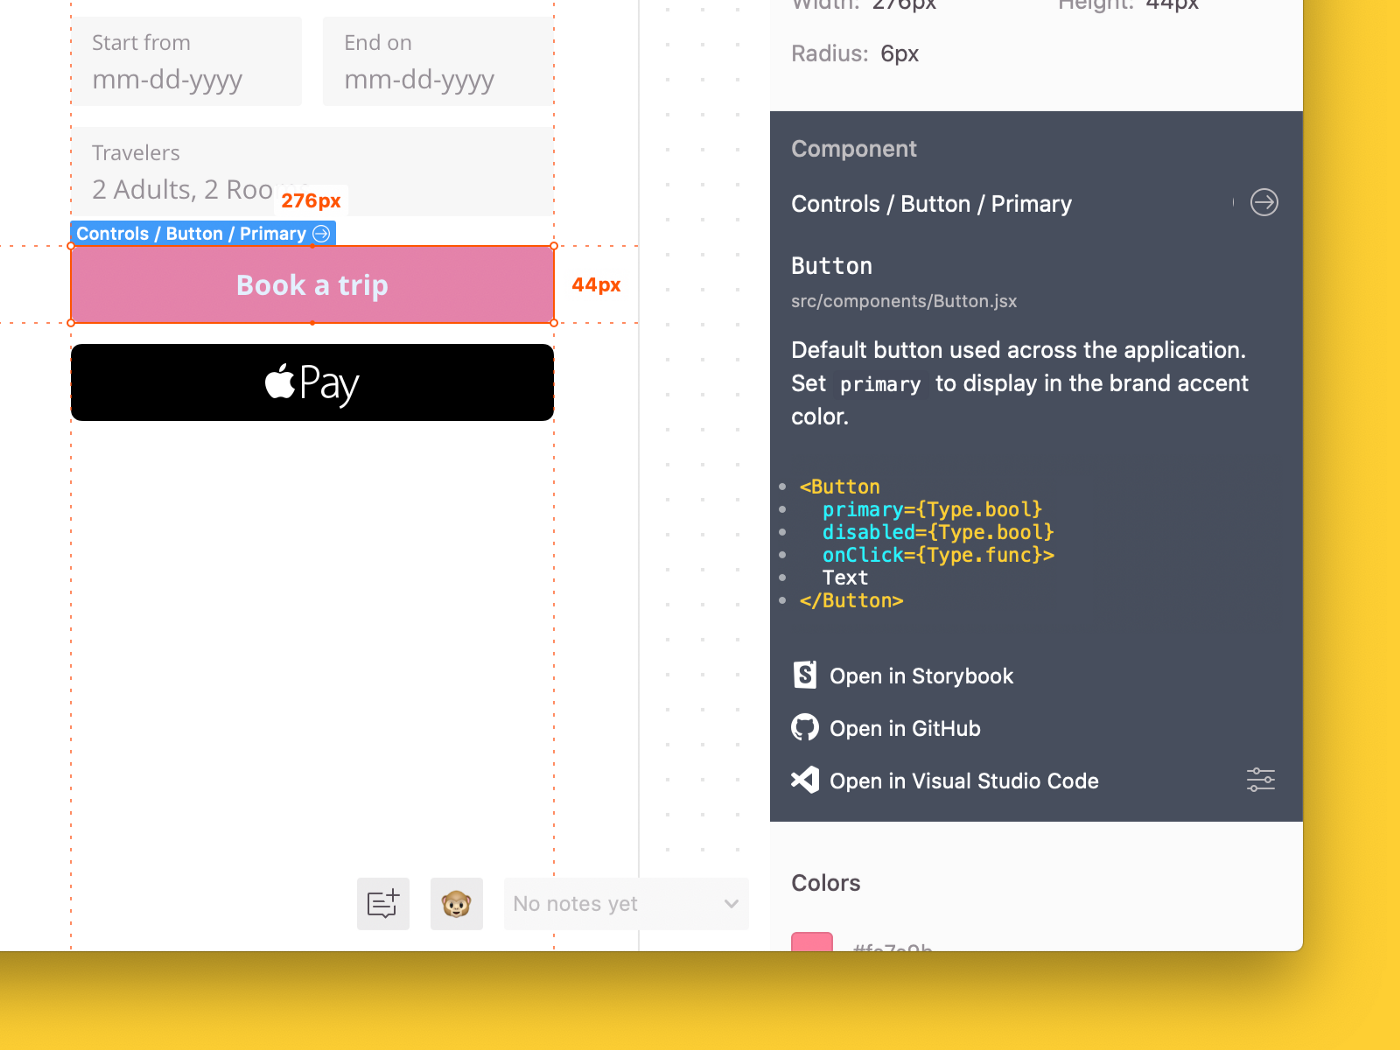 Start from
mm-dd-yyyy
End on
mm-dd-yyyy
Travelers
2 Adults, 2 Roo
276px
Controls / Button / Primary
Book a trip
44px
Pay
No notes yet
Width: 276px
Height: 44px
Radius: 6px
Component
Controls / Button / Primary
Button
src/components/Button.jsx
Default button used across the application.
Set primary to display in the brand accent
color.
<Button
primary={Type.bool}
disabled={Type.bool}
onClick={Type.func}>
Text
</Button>
Open in Storybook
Open in GitHub
Open in Visual Studio Code
Colors